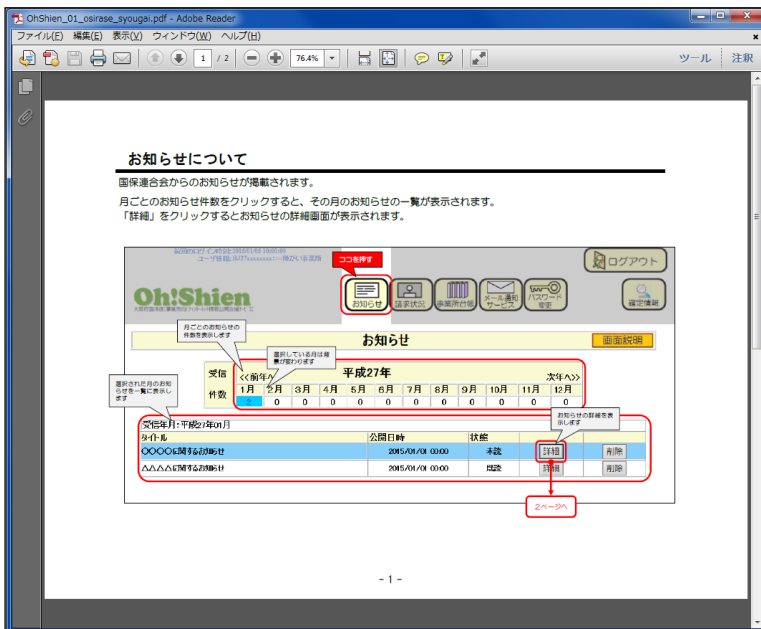 OhShien_01_osirase_syougai.pdf - Adobe Reader
ファイル(F) 編集(E) 表示(V) ウィンドウ(W) ヘルプ(H)
1 / 2 76.4% ツール 注釈
お知らせについて
国保連合会からのお知らせが掲載されます。
月ごとのお知らせ件数をクリックすると、その月のお知らせの一覧が表示されます。
「詳細」をクリックするとお知らせの詳細画面が表示されます。
ココを押す
ログアウト
Oh!Shien
お知らせ 請求状況 事業所台帳 メール通知サービス パスワード変更 確定情報
月ごとのお知らせの
件数を表示します
お知らせ
画面説明
選択している月は背
景が変わります
受信
件数
<<前年へ 平成27年 次年へ>>
1月 2月 3月 4月 5月 6月 7月 8月 9月 10月 11月 12月
2 0 0 0 0 0 0 0 0 0 0 0
選択された月のお知
らせを一覧に表示し
ます
お知らせの詳細を表
示します
受信年月:平成27年01月
タイトル 公開日時 状態
〇〇〇〇に関するお知らせ 2015/01/01 00:00 未読 詳細 削除
△△△△に関するお知らせ 2015/01/01 00:00 既読 詳細 削除
2ページへ
- 1 -